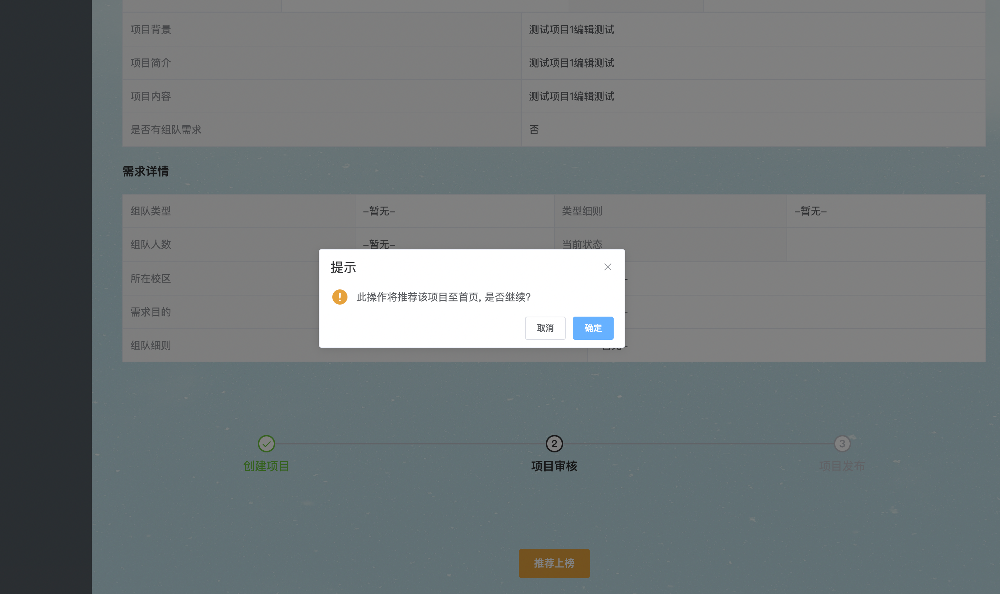 项目背景 测试项目1编辑测试
项目简介 测试项目1编辑测试
项目内容 测试项目1编辑测试
是否有组队需求 否
需求详情
组队类型 –暂无– 类型细则 –暂无–
组队人数 –暂无– 当前状态
提示
所在校区
此操作将推荐该项目至首页, 是否继续?
需求目的
取消 确定
组队细则 暂无–
2 3
创建项目 项目审核 项目发布
推荐上榜